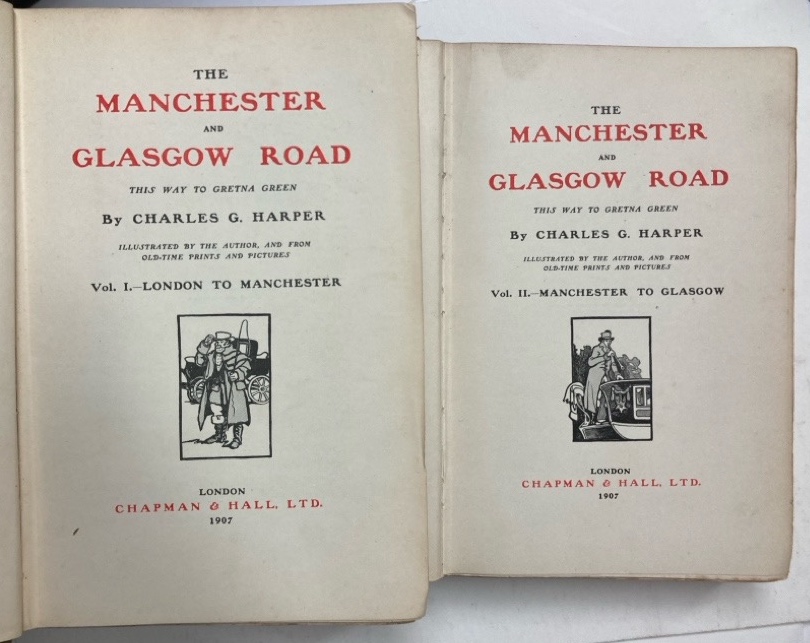 THE
MANCHESTER
AND
GLASGOW ROAD
THIS WAY TO GRETNA GREEN
By CHARLES G. HARPER
ILLUSTRATED BY THE AUTHOR, AND FROM
OLD-TIME PRINTS AND PICTURES
Vol. I.—LONDON TO MANCHESTER
LONDON
CHAPMAN & HALL, LTD.
1907
THE
MANCHESTER
AND
GLASGOW ROAD
THIS WAY TO GRETNA GREEN
By CHARLES G. HARPER
ILLUSTRATED BY THE AUTHOR, AND FROM
OLD-TIME PRINTS AND PICTURES
Vol. II.—MANCHESTER TO GLASGOW
LONDON
CHAPMAN & HALL, LTD.
1907